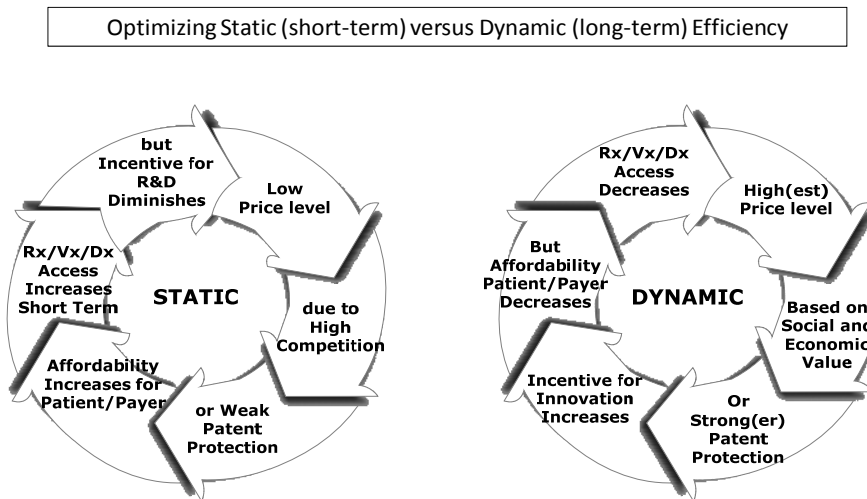 Optimizing Static (short-term) versus Dynamic (long-term) Efficiency
but
Incentive for
R&D
Diminishes
Low
Price level
due to
High
Competition
or Weak
Patent
Protection
Affordability
Increases for
Patient/Payer
Rx/Vx/Dx
Access
Increases
Short Term
STATIC
Rx/Vx/Dx
Access
Decreases
High(est)
Price level
Based on
Social and
Economic
Value
Or
Strong(er)
Patent
Protection
Incentive for
Innovation
Increases
But
Affordability
Patient/Payer
Decreases
DYNAMIC